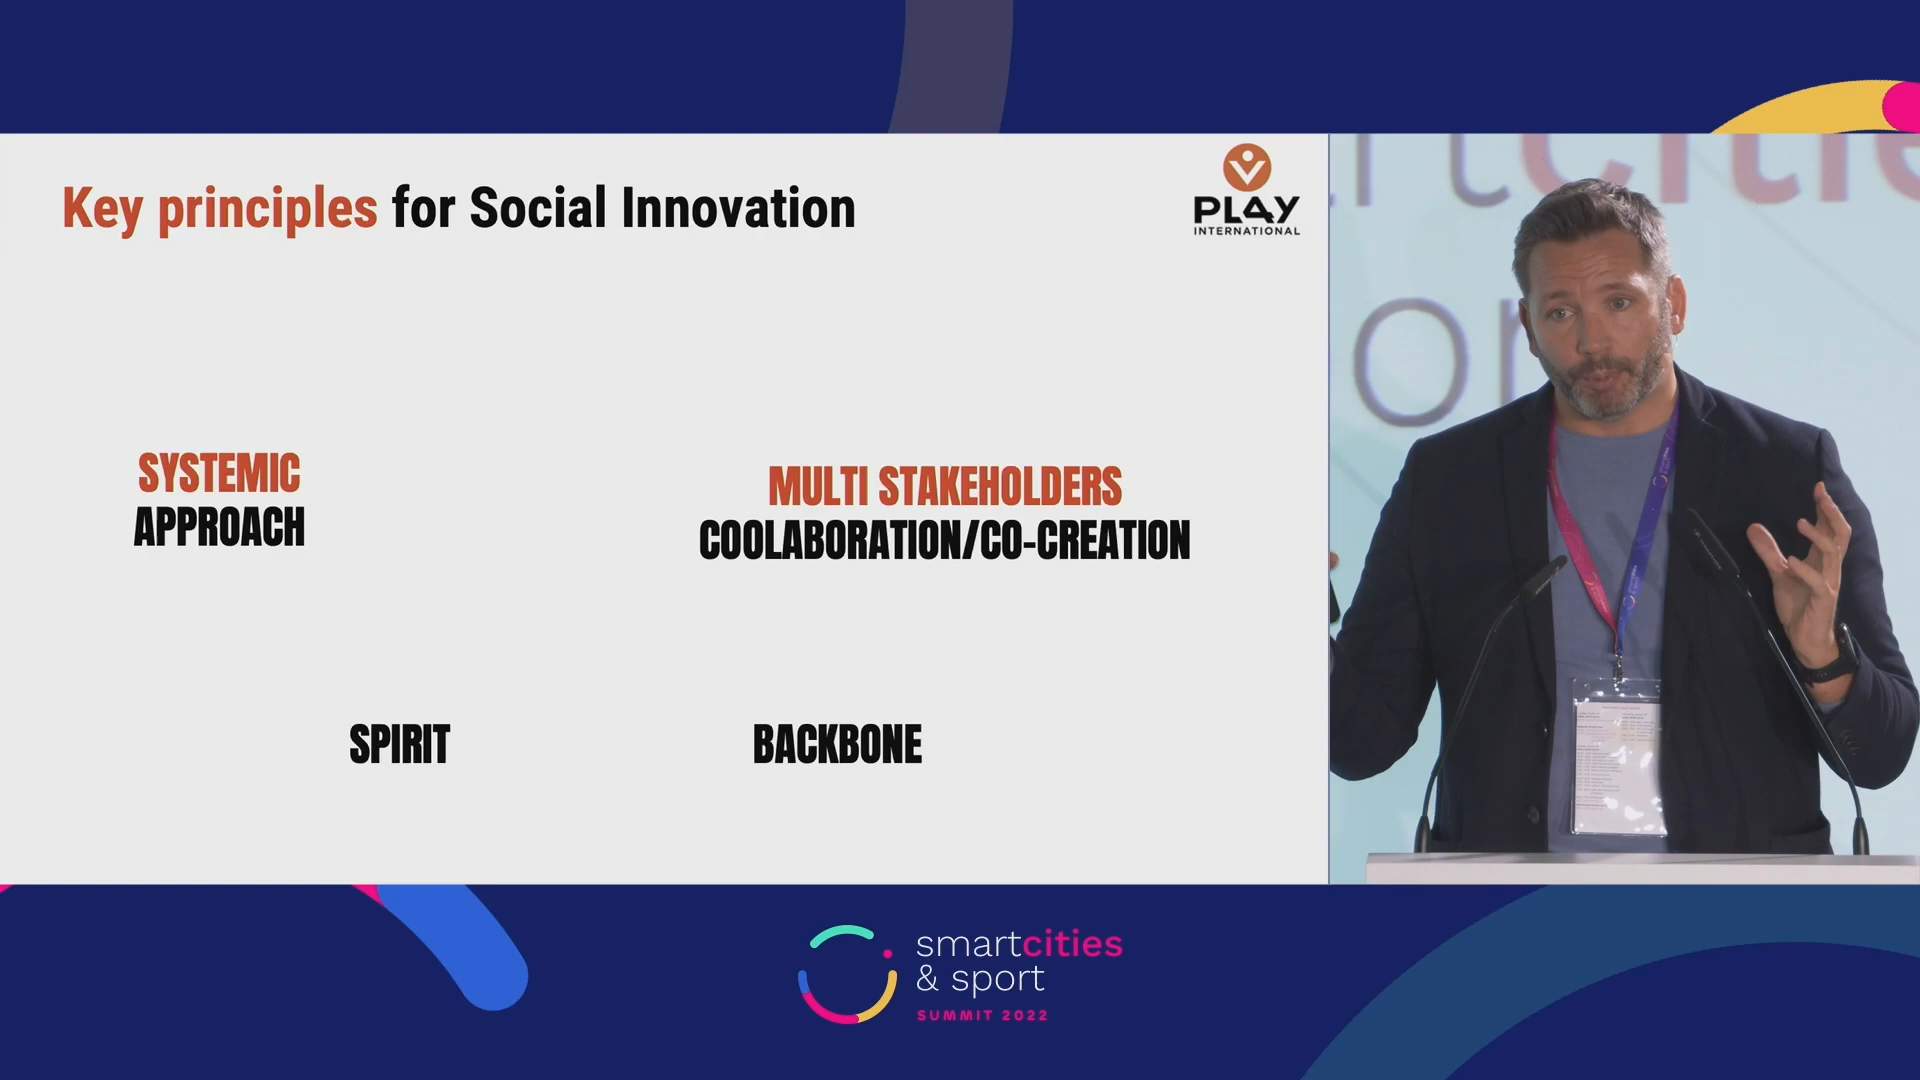 Key principles for Social Innovation
PL4Y
INTERNATIONAL
SYSTEMIC
APPROACH
MULTI STAKEHOLDERS
COOLABORATION/CO-CREATION
SPIRIT
BACKBONE
smartcities
& sport
SUMMIT 2022